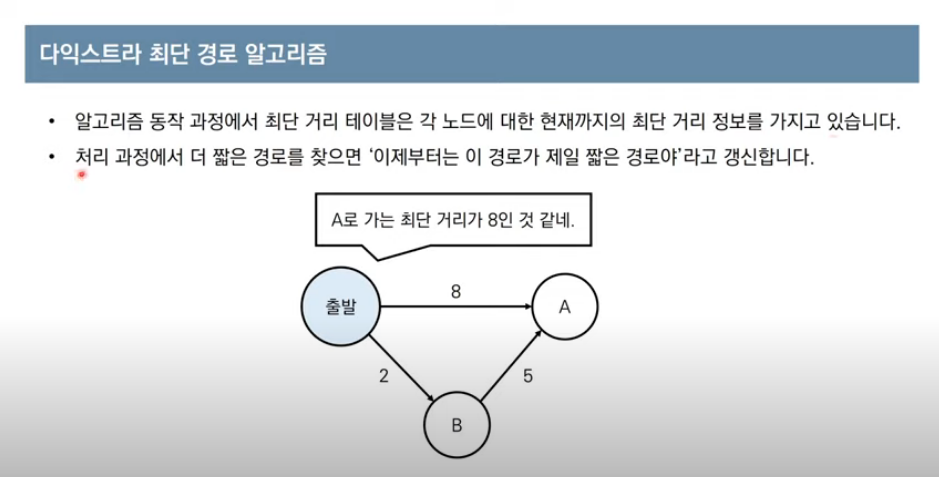 다익스트라 최단 경로 알고리즘
• 알고리즘 동작 과정에서 최단 거리 테이블은 각 노드에 대한 현재까지의 최단 거리 정보를 가지고 있습니다.
• 처리 과정에서 더 짧은 경로를 찾으면 ‘이제부터는 이 경로가 제일 짧은 경로야’라고 갱신합니다.
A로 가는 최단 거리가 8인 것 같네.
출발
8
A
2
5
B